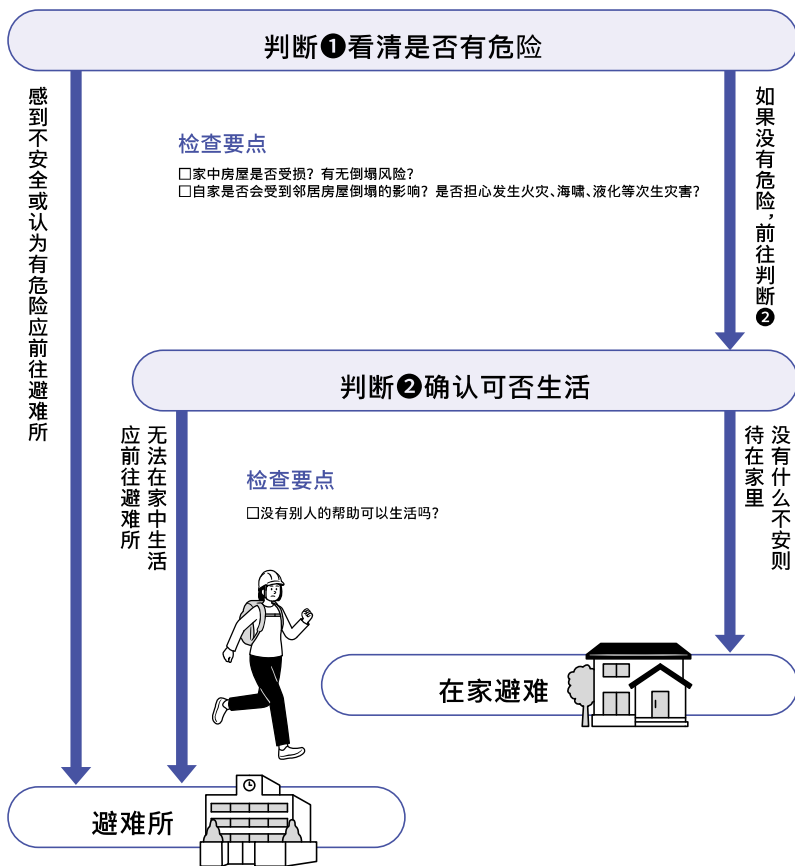 判断❶看清是否有危险
感到不安全或认为有危险应前往避难所
检查要点
□家中房屋是否受损？有无倒塌风险？
□自家是否会受到邻居房屋倒塌的影响？是否担心发生火灾、海啸、液化等次生灾害？
如果没有危险，前往判断❷
判断❷确认可否生活
无法在家中生活
应前往避难所
检查要点
□没有别人的帮助可以生活吗？
没有什么不安则
待在家里
在家避难
避难所